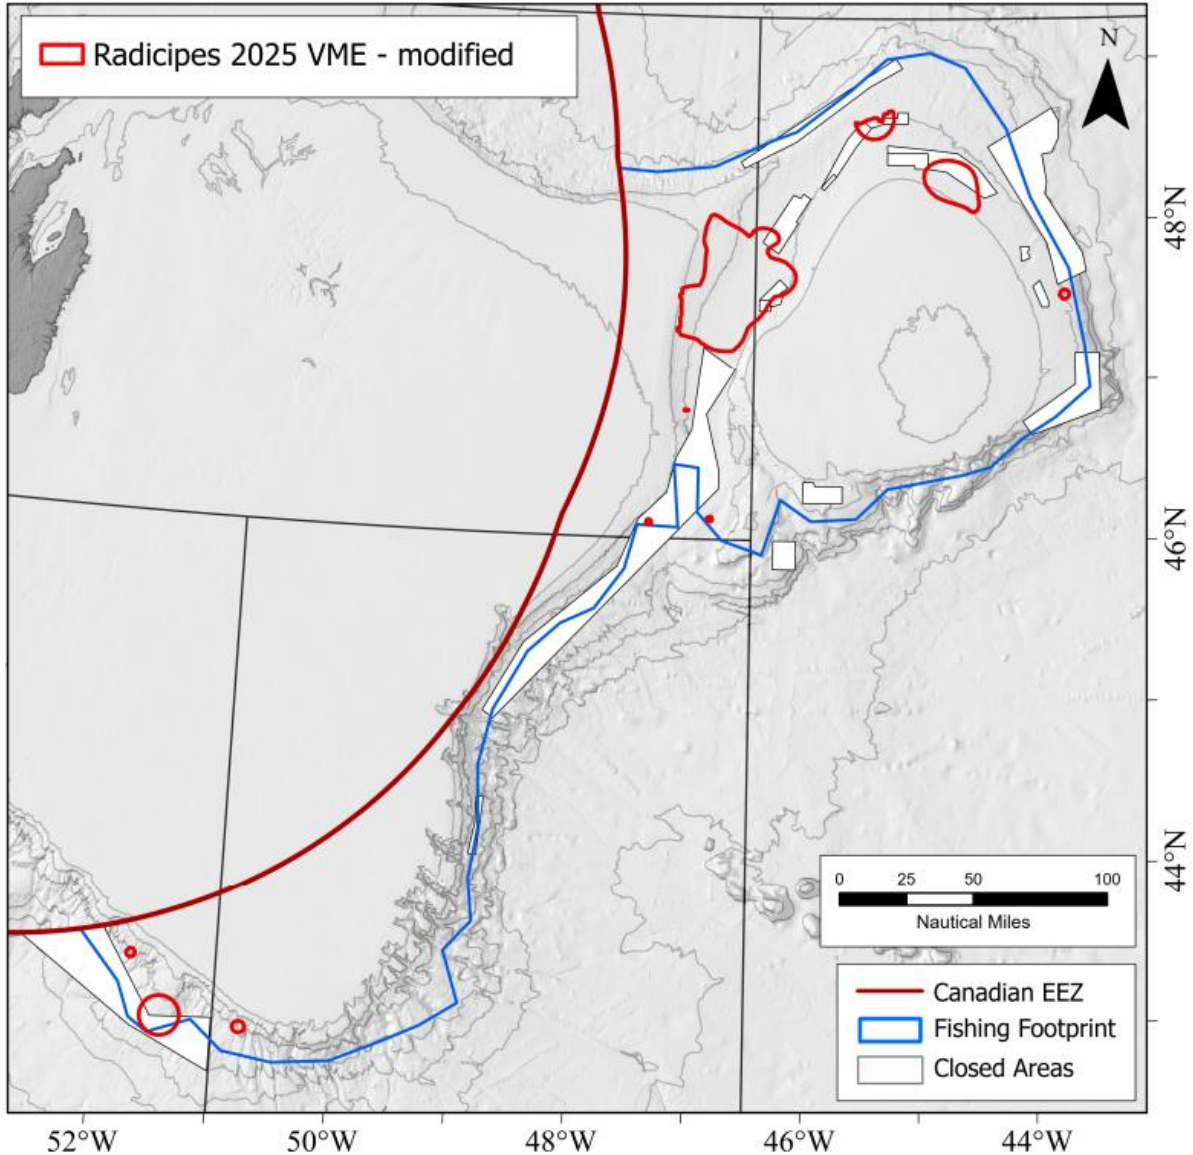 Radicipes 2025 VME - modified
N
48°N
46°N
44°N
0 25 50 100
Nautical Miles
Canadian EEZ
Fishing Footprint
Closed Areas
52°W 50°W 48°W 46°W 44°W